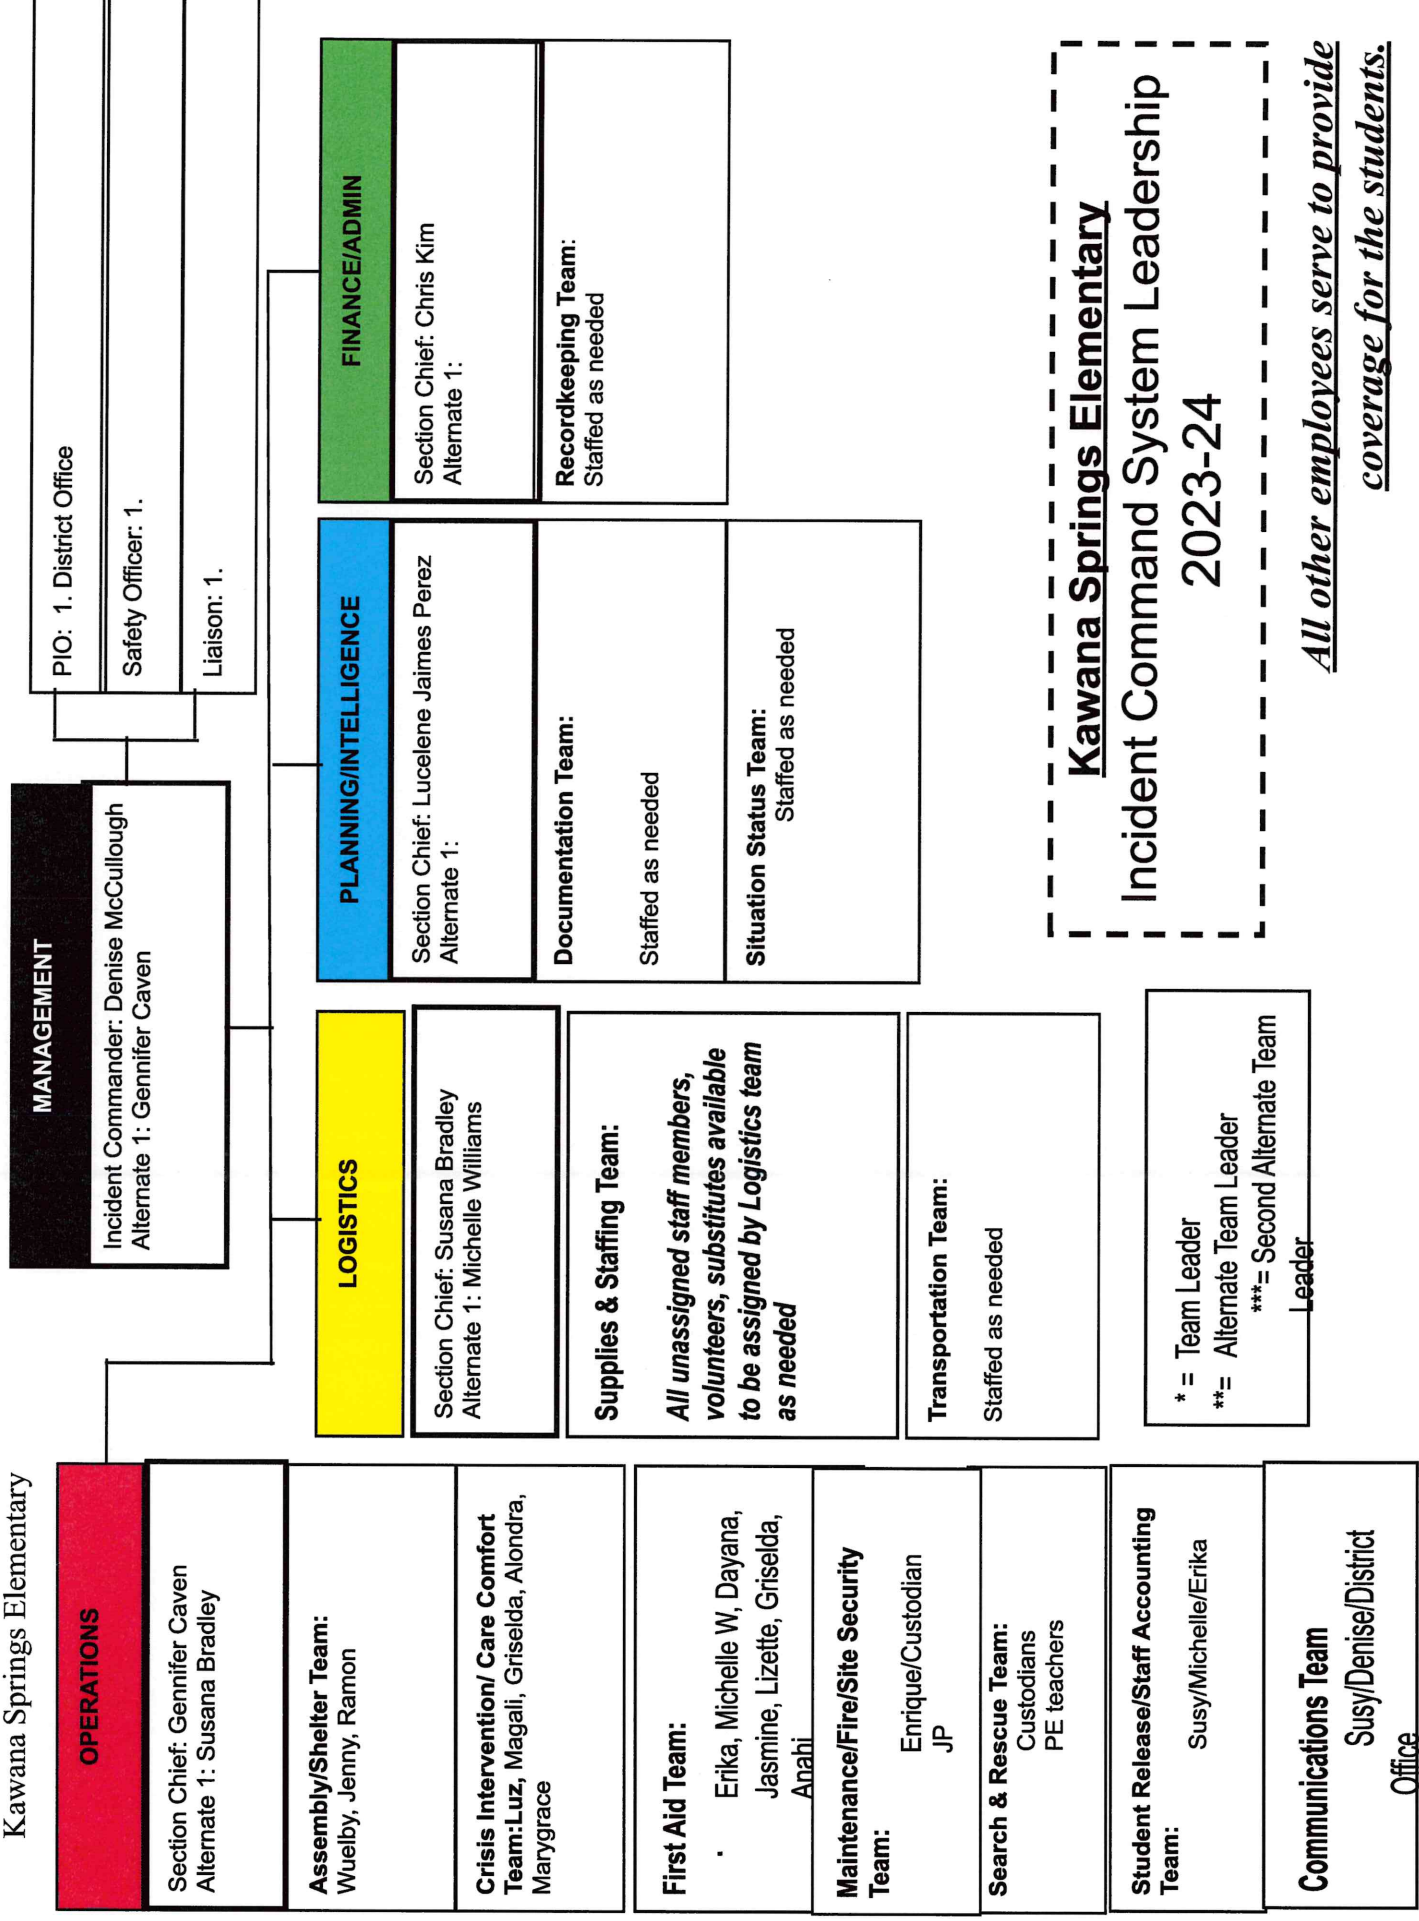 Kawana Springs Elementary
MANAGEMENT
Incident Commander: Denise McCullough
Alternate 1: Gennifer Caven
PIO: 1. District Office
Safety Officer: 1.
Liaison: 1.
OPERATIONS
Section Chief: Gennifer Caven
Alternate 1: Susana Bradley
Assembly/Shelter Team:
Wuelby, Jenny, Ramon
Crisis Intervention/ Care Comfort
Team:Luz, Magali, Griselda, Alondra,
Marygrace
First Aid Team:
. Erika, Michelle W, Dayana,
Jasmine, Lizette, Griselda,
Anahi
Maintenance/Fire/Site Security
Team:
Enrique/Custodian
JP
Search & Rescue Team:
Custodians
PE teachers
Student Release/Staff Accounting
Team:
Susy/Michelle/Erika
Communications Team
Susy/Denise/District
Office
LOGISTICS
Section Chief: Susana Bradley
Alternate 1: Michelle Williams
Supplies & Staffing Team:
All unassigned staff members,
volunteers, substitutes available
to be assigned by Logistics team
as needed
Transportation Team:
Staffed as needed
* = Team Leader
**= Alternate Team Leader
***= Second Alternate Team
Leader
PLANNING/INTELLIGENCE
Section Chief: Lucelene Jaimes Perez
Alternate 1:
Documentation Team:
Staffed as needed
Situation Status Team:
Staffed as needed
FINANCE/ADMIN
Section Chief: Chris Kim
Alternate 1:
Recordkeeping Team:
Staffed as needed
Kawana Springs Elementary
Incident Command System Leadership
2023-24
All other employees serve to provide
coverage for the students.